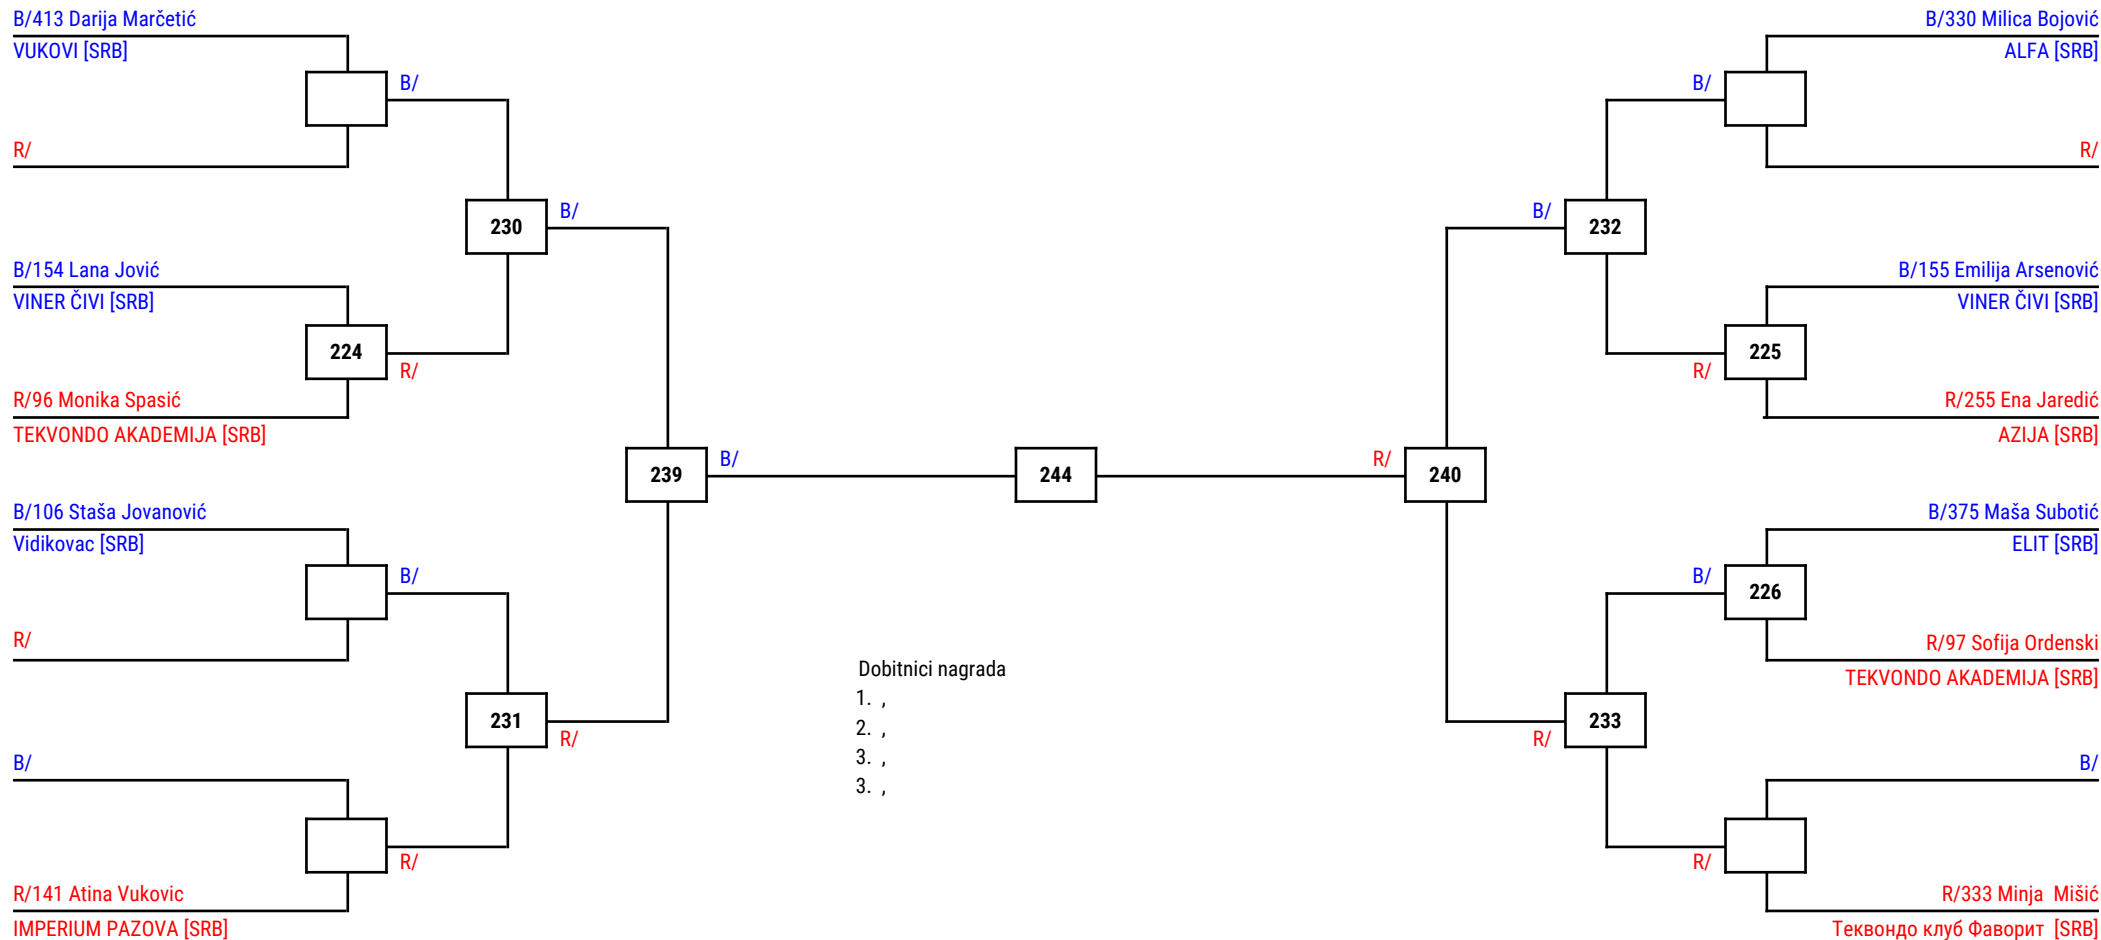 B/413 Darija Marčetić
VUKOVI [SRB]
B/
R/
230
B/
B/154 Lana Jović
VINER ČIVI [SRB]
224
R/
R/96 Monika Spasić
TEKVONDO AKADEMIJA [SRB]
239
B/
B/106 Staša Jovanović
Vidikovac [SRB]
B/
R/
231
R/
B/
R/
R/141 Atina Vukovic
IMPERIUM PAZOVA [SRB]
244
Dobitnici nagrada
1. ,
2. ,
3. ,
3. ,
B/330 Milica Bojović
ALFA [SRB]
B/
R/
B/
232
B/155 Emilija Arsenović
VINER ČIVI [SRB]
225
R/
R/255 Ena Jaredić
AZIJA [SRB]
R/
240
B/375 Maša Subotić
ELIT [SRB]
B/
226
R/97 Sofija Ordenski
TEKVONDO AKADEMIJA [SRB]
233
R/
B/
R/
R/333 Minja  Mišić
Теквондо клуб Фаворит  [SRB]